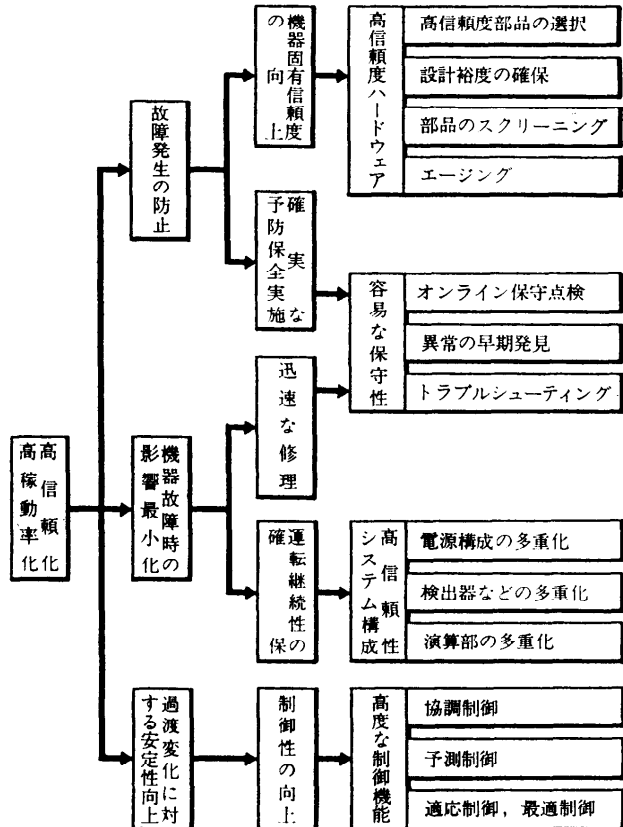 高信頼化
高稼動率化
故障発生の防止
機器故障時の
影響最小化
過渡変化に対
する安定性向上
機器固有信頼度
の向上
確実な
予防保全実施
迅速な修理
運転継続性の
確保
制御性の向上
高信頼度ハードウェア
高信頼度部品の選択
設計裕度の確保
部品のスクリーニング
エージング
容易な保守性
オンライン保守点検
異常の早期発見
トラブルシューティング
高信頼性
システム構成
電源構成の多重化
検出器などの多重化
演算部の多重化
高度な制御機能
協調制御
予測制御
適応制御，最適制御